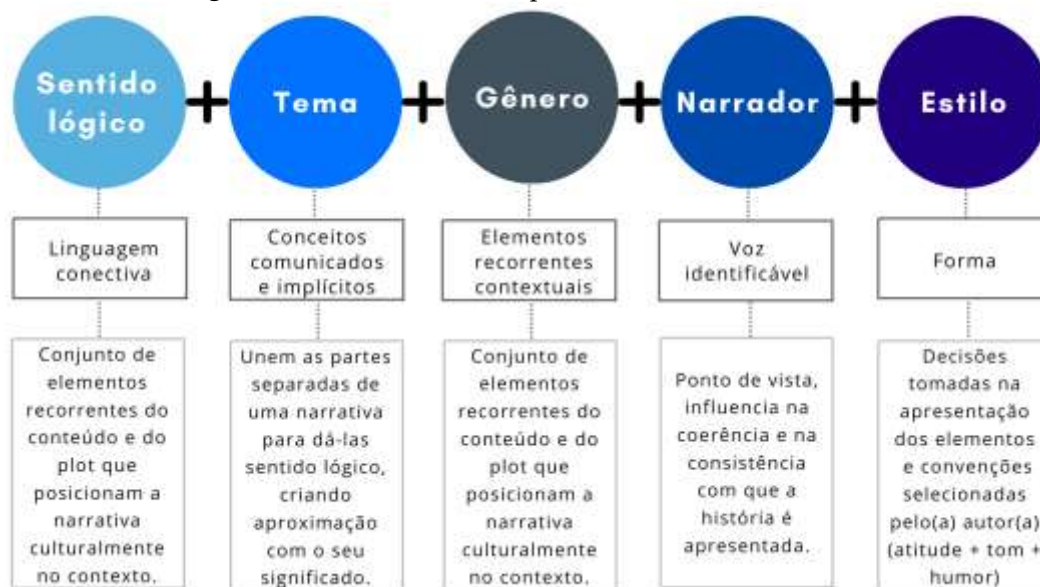 Sentido
lógico
+
Tema
+
Gênero
+
Narrador
+
Estilo
Linguagem
conectiva
Conceitos
comunicados
e implícitos
Elementos
recorrentes
contextuais
Voz
identificável
Forma
Conjunto de
elementos
recorrentes do
conteúdo e do
plot que
posicionam a
narrativa
culturalmente
no contexto.
Unem as partes
separadas de
uma narrativa
para dá-las
sentido lógico,
criando
aproximação
com o seu
significado.
Conjunto de
elementos
recorrentes do
conteúdo e do
plot que
posicionam a
narrativa
culturalmente
no contexto.
Ponto de vista,
influencia na
coerência e na
consistência
com que a
história é
apresentada.
Decisões
tomadas na
apresentação
dos elementos
e convenções
selecionadas
pelo(a) autor(a)
(atitude + tom +
humor)